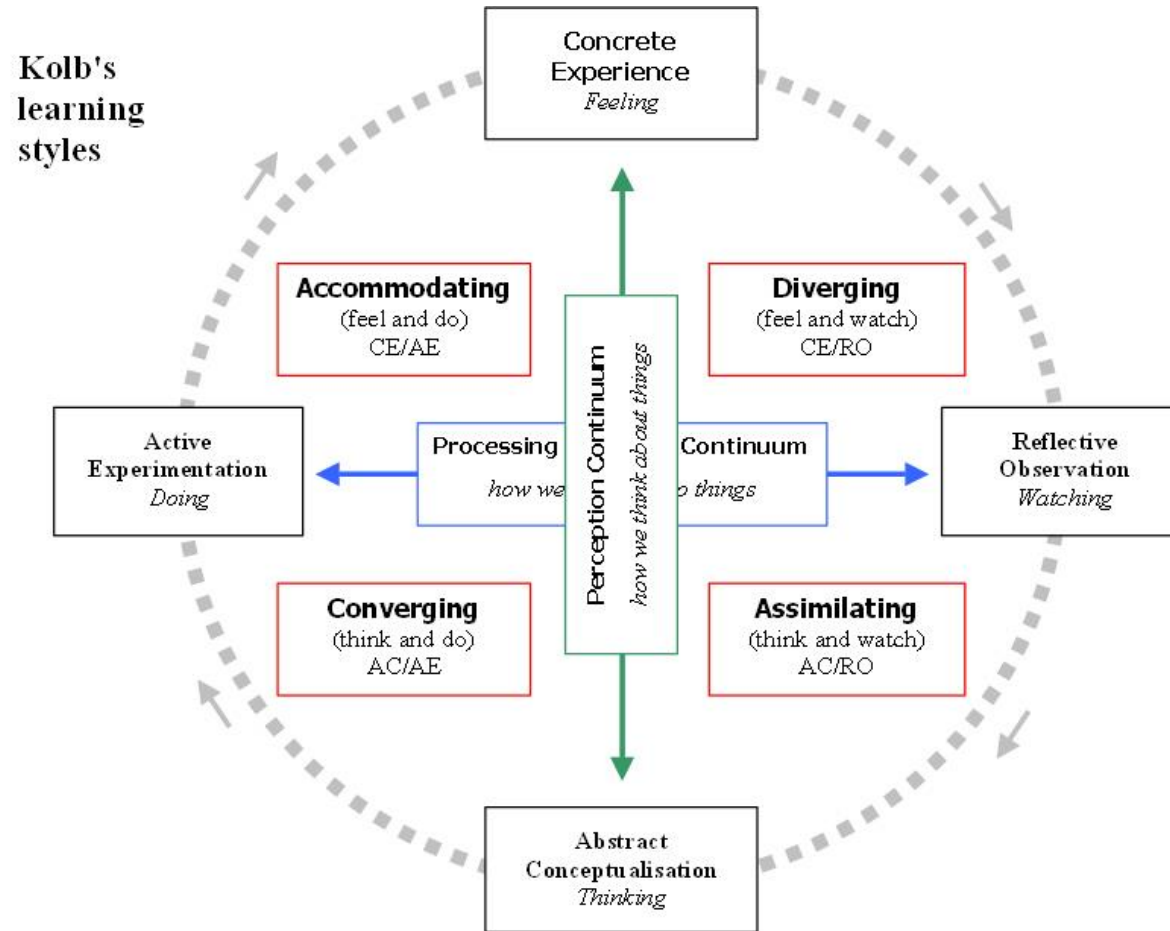 Kolb's
learning
styles
Concrete
Experience
Feeling
Accommodating
(feel and do)
CE/AE
Diverging
(feel and watch)
CE/RO
Active
Experimentation
Doing
Processing Continuum
how we things
Perception Continuum
how we think about things
Reflective
Observation
Watching
Converging
(think and do)
AC/AE
Assimilating
(think and watch)
AC/RO
Abstract
Conceptualisation
Thinking